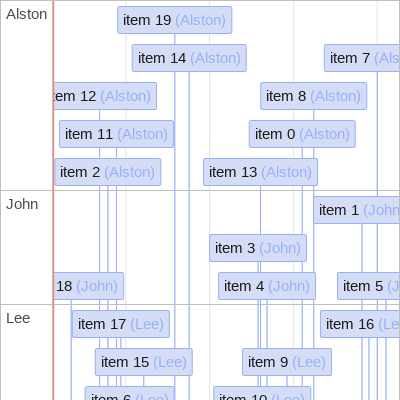 Alston
item 19 (Alston)
item 14 (Alston)
item 7 (Als
tem 12 (Alston)
item 8 (Alston)
item 11 (Alston)
item 0 (Alston)
item 2 (Alston)
item 13 (Alston)
John
item 1 (John
item 3 (John)
18 (John)
item 4 (John)
item 5 (J
Lee
item 17 (Lee)
item 16 (Le
item 15 (Lee)
item 9 (Lee)
item 6 (Lee)
item 10 (Lee)